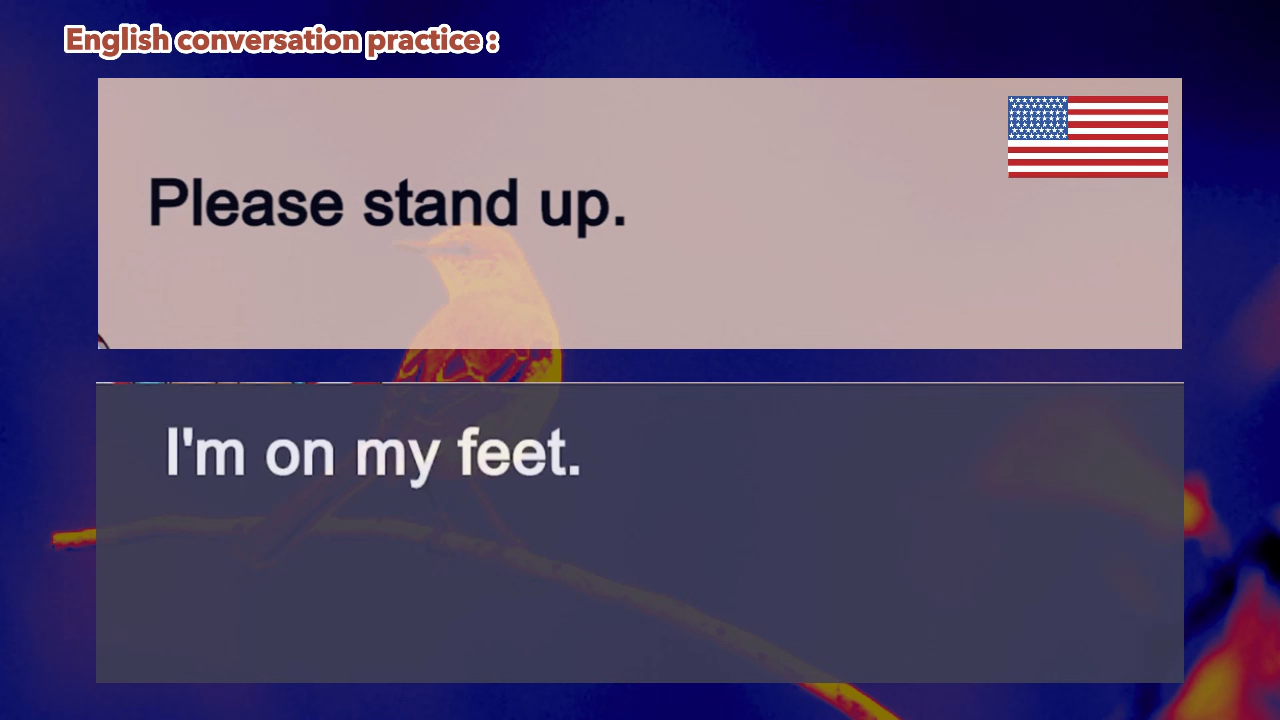 English conversation practice :
Please stand up.
I'm on my feet.